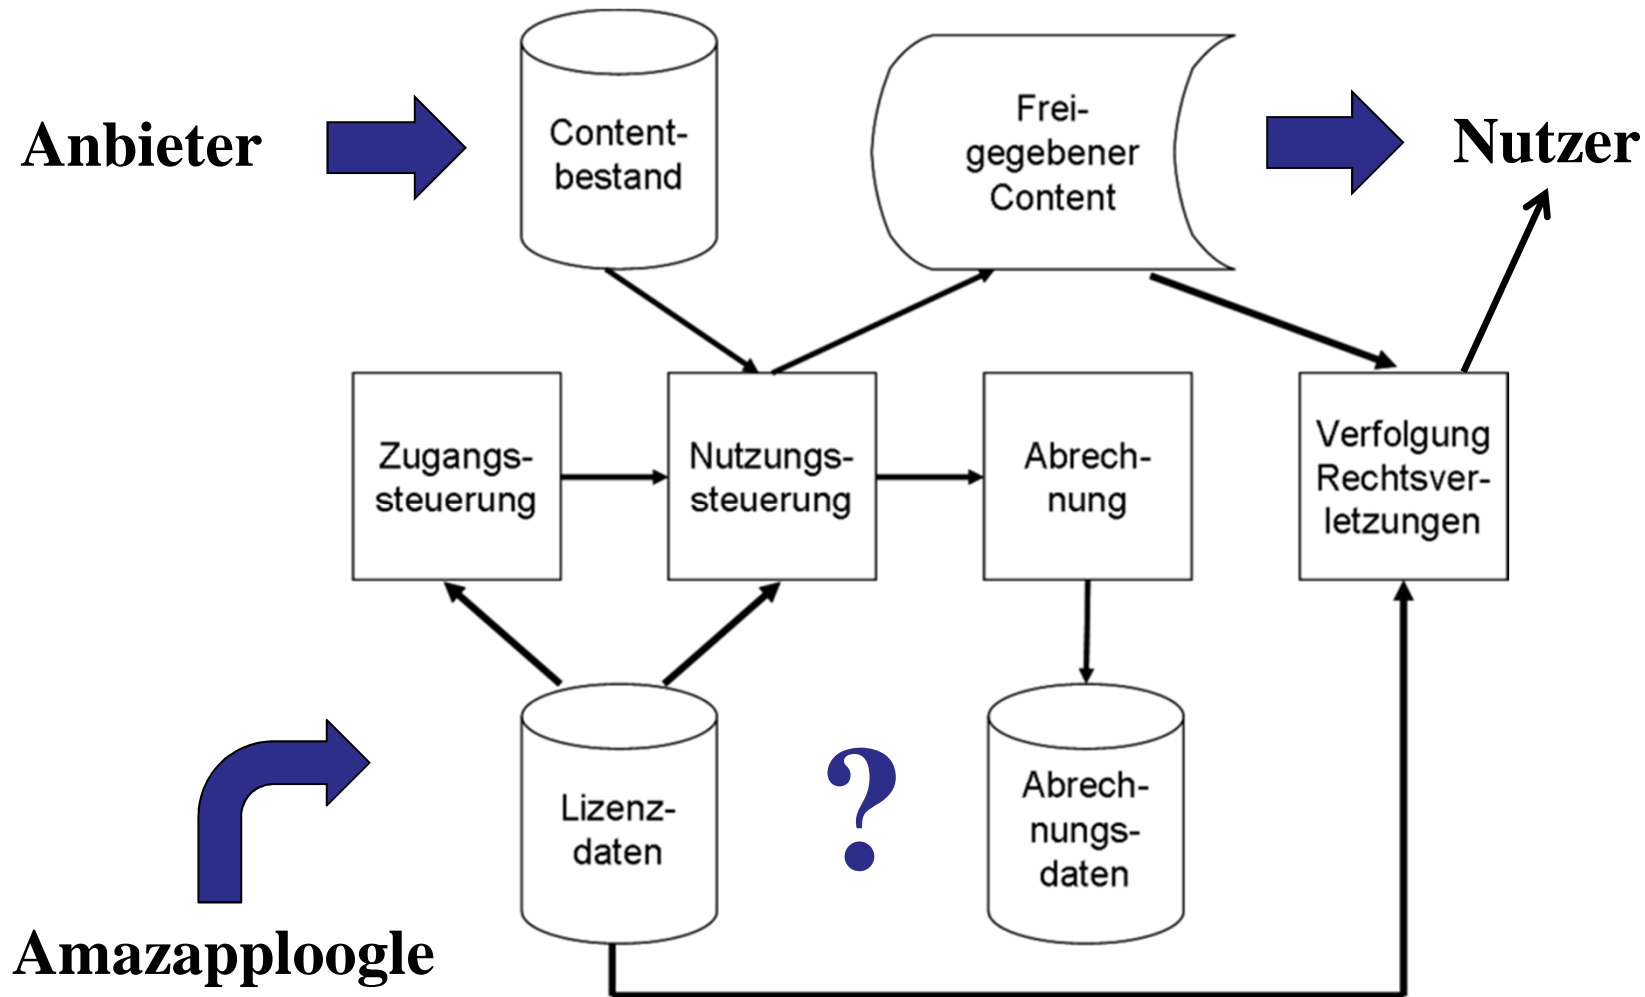 Anbieter
Content-
bestand
Frei-
gegebener
Content
Nutzer
Zugangs-
steuerung
Nutzungs-
steuerung
Abrech-
nung
Verfolgung
Rechtsver-
letzungen
Lizenz-
daten
?
Abrech-
nungs-
daten
Amazapploogle